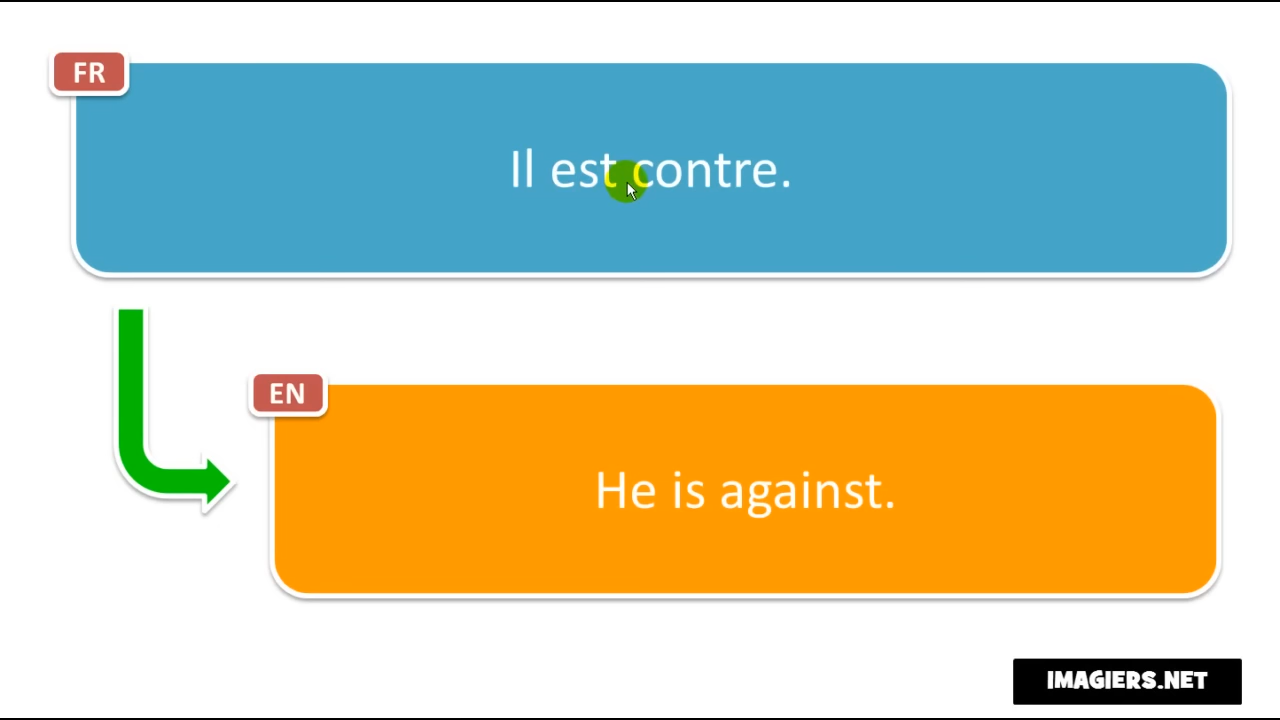 FR
Il est contre.
EN
He is against.
IMAGIERS.NET